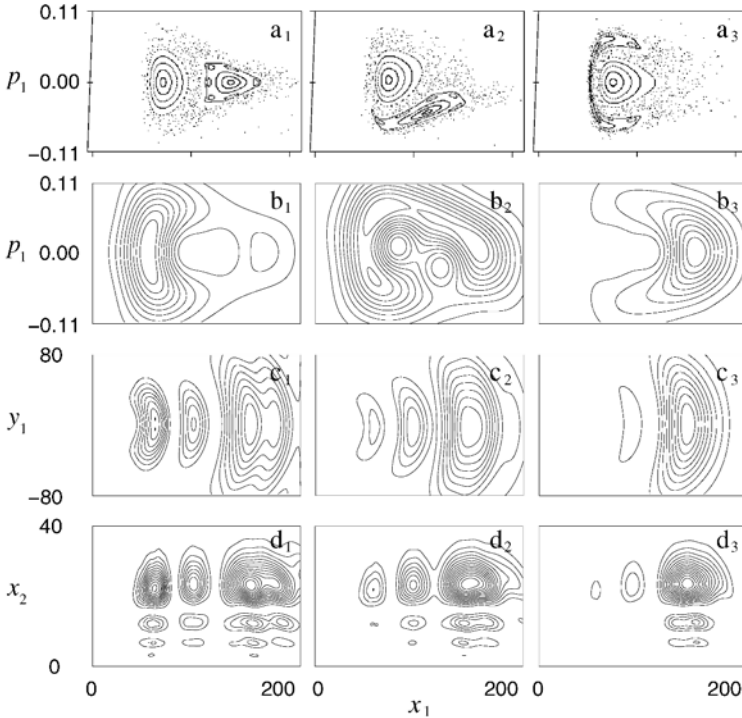 0.11
a₁ a₂ a₃
p₁ 0.00
−0.11
0.11
b₁ b₂ b₃
p₁ 0.00
−0.11
80
c₁ c₂ c₃
y₁
−80
40
d₁ d₂ d₃
x₂
0
0 200 0 200 0 200
x₁